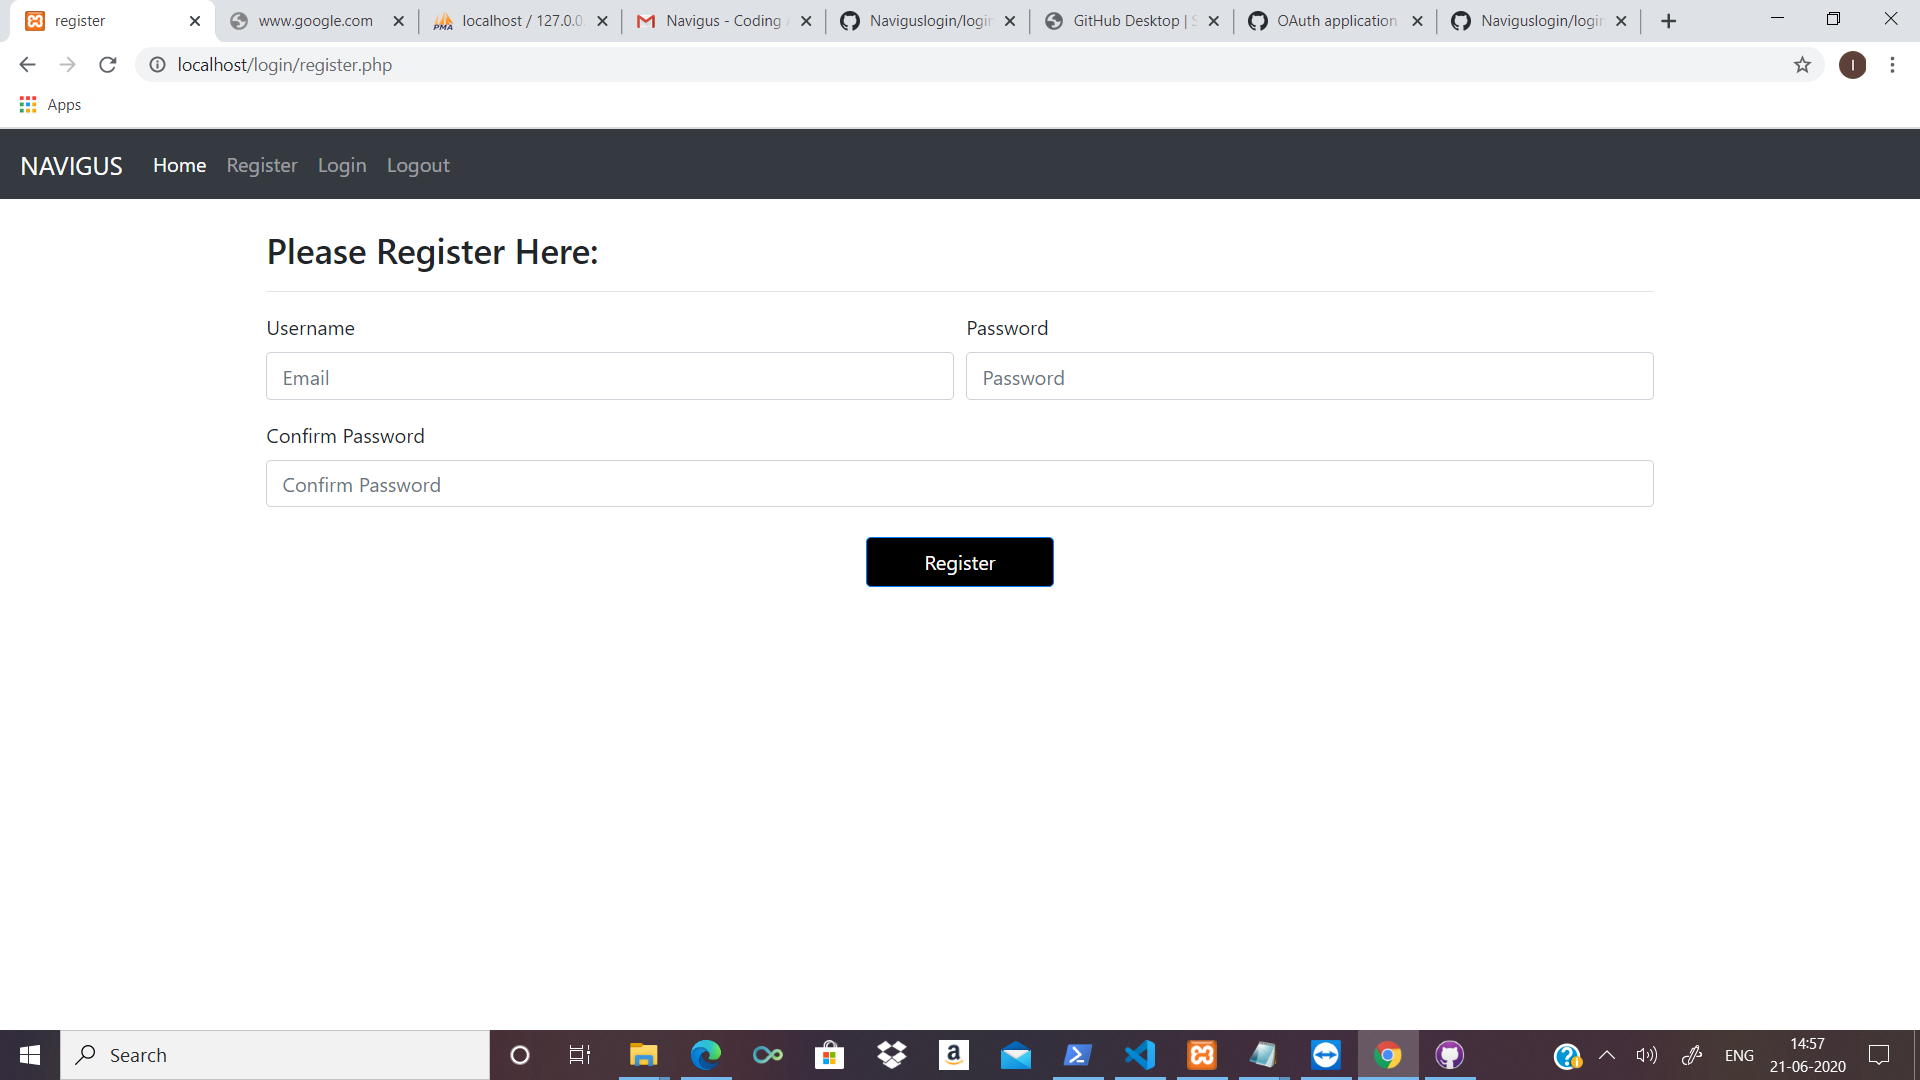 register
www.google.com
localhost / 127.0.0.
Navigus - Coding
Naviguslogin/login
GitHub Desktop |
OAuth application
Naviguslogin/login
localhost/login/register.php
I
Apps
NAVIGUS Home Register Login Logout
Please Register Here:
Username Password
Email Password
Confirm Password
Confirm Password
Register
Search
ENG
14:57
21-06-2020